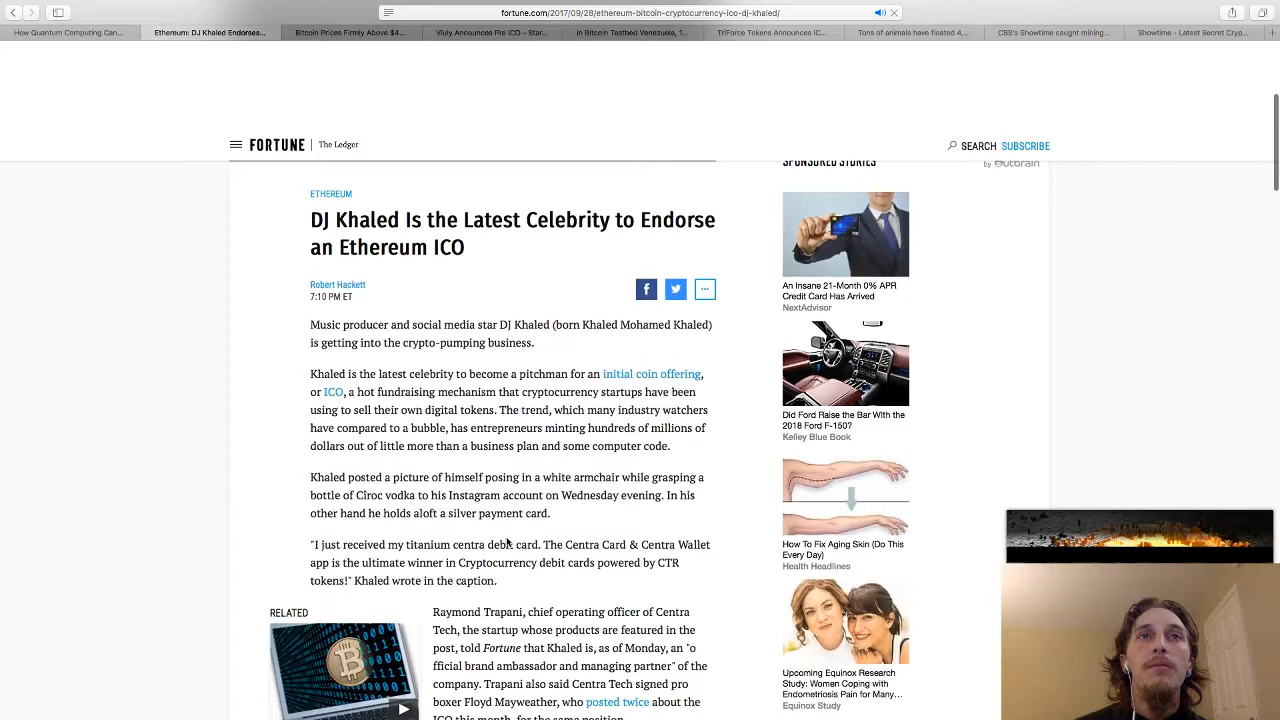 fortune.com/2017/09/28/ethereum-bitcoin-cryptocurrency-ico-dj-khaled/
How Quantum Computing Can...
Ethereum: DJ Khaled Endorses...
Bitcoin Prices Firmly Above $4...
Viuly Announces Pre ICO – Star...
In Bitcoin Testbed Venezuela, 1...
TriForce Tokens Announces IC...
Tons of amateurs have floated 4,...
CBS's Showtime caught mining...
Showtime - Latest Secret Cryp...
FORTUNE | The Ledger
SEARCH SUBSCRIBE
SPONSORED STORIES
by Outbrain
ETHEREUM
DJ Khaled Is the Latest Celebrity to Endorse
an Ethereum ICO
Robert Hackett
7:10 PM ET
Music producer and social media star DJ Khaled (born Khaled Mohamed Khaled)
is getting into the crypto-pumping business.
Khaled is the latest celebrity to become a pitchman for an initial coin offering,
or ICO, a hot fundraising mechanism that cryptocurrency startups have been
using to sell their own digital tokens. The trend, which many industry watchers
have compared to a bubble, has entrepreneurs minting hundreds of millions of
dollars out of little more than a business plan and some computer code.
Khaled posted a picture of himself posing in a white armchair while grasping a
bottle of Cîroc vodka to his Instagram account on Wednesday evening. In his
other hand he holds aloft a silver payment card.
"I just received my titanium centra debit card. The Centra Card & Centra Wallet
app is the ultimate winner in Cryptocurrency debit cards powered by CTR
tokens!" Khaled wrote in the caption.
RELATED
Raymond Trapani, chief operating officer of Centra
Tech, the startup whose products are featured in the
post, told Fortune that Khaled is, as of Monday, an "o
fficial brand ambassador and managing partner" of the
company. Trapani also said Centra Tech signed pro
boxer Floyd Mayweather, who posted twice about the
ICO this month, for the same position.
An Insane 21-Month 0% APR
Credit Card Has Arrived
NextAdvisor
Did Ford Raise the Bar With the
2018 Ford F-150?
Kelley Blue Book
How To Fix Aging Skin (Do This
Every Day)
Health Headlines
Upcoming Equinox Research
Study: Women Coping with
Endometriosis Pain for Many...
Equinox Study